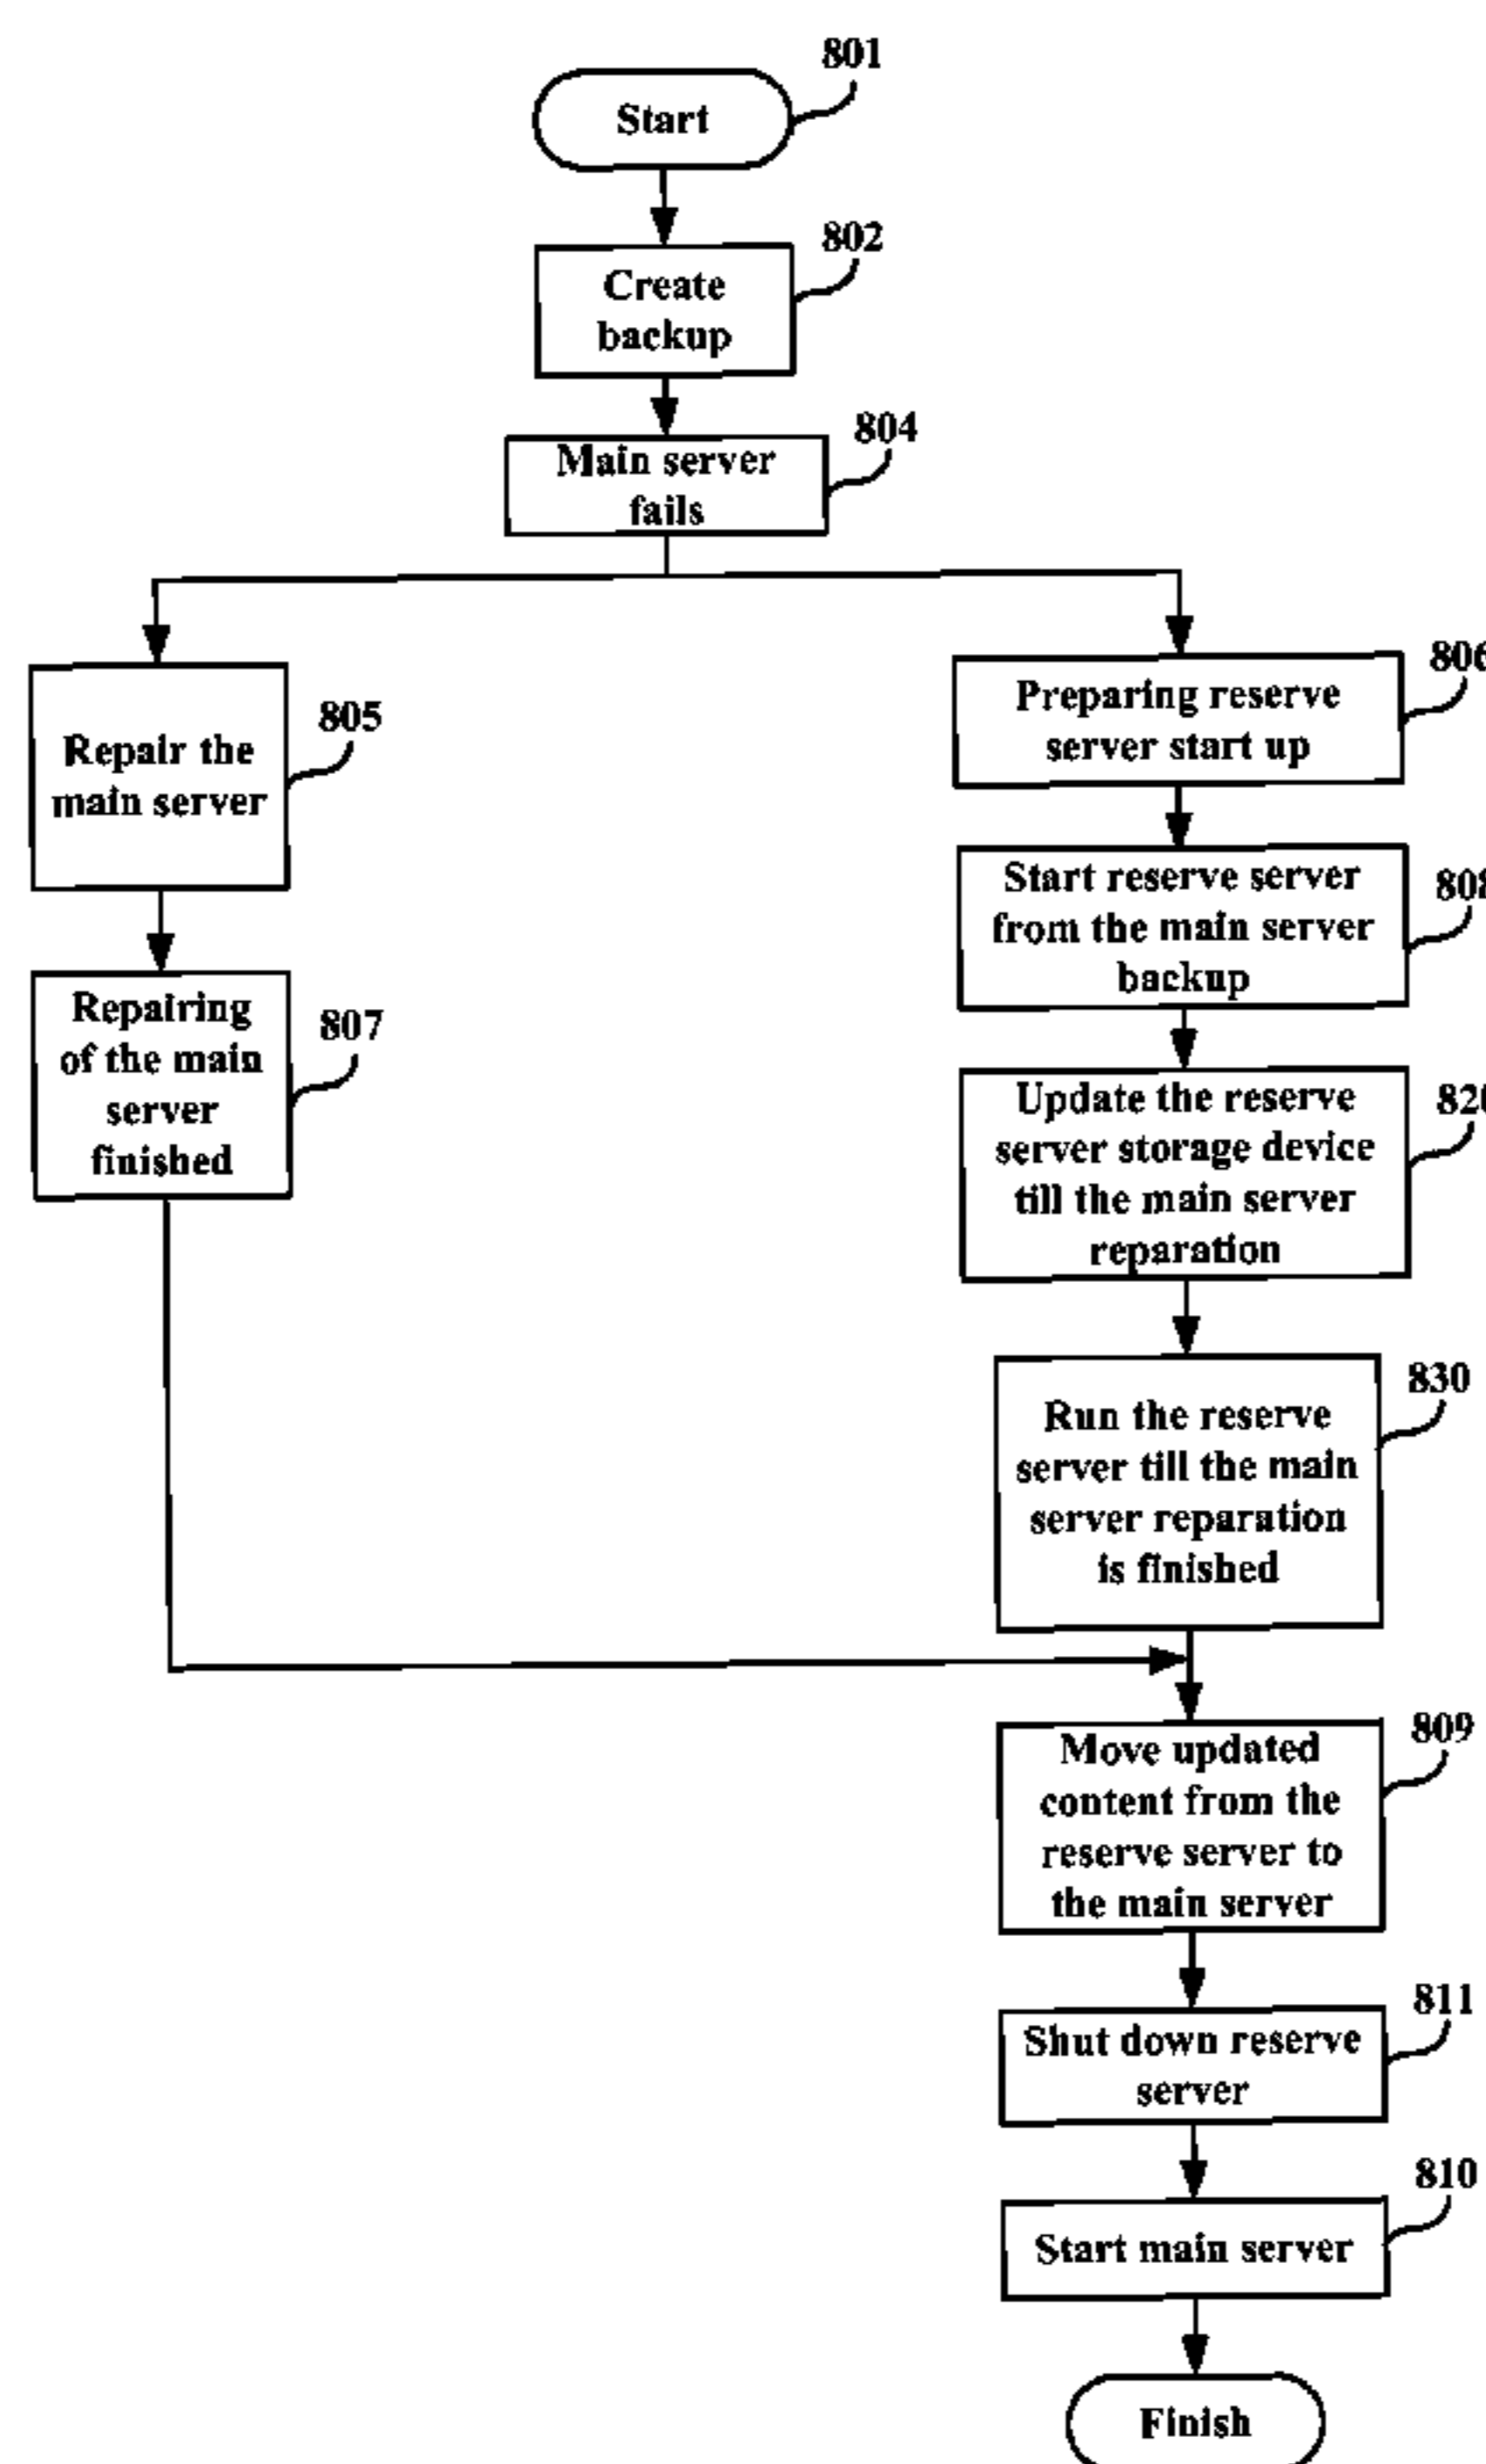 801
Start
802
Create
backup
804
Main server
fails
805
Repair the
main server
807
Repairing
of the main
server
finished
806
Preparing reserve
server start up
808
Start reserve server
from the main server
backup
820
Update the reserve
server storage device
till the main server
reparation
830
Run the reserve
server till the main
server reparation
is finished
809
Move updated
content from the
reserve server to
the main server
811
Shut down reserve
server
810
Start main server
Finish